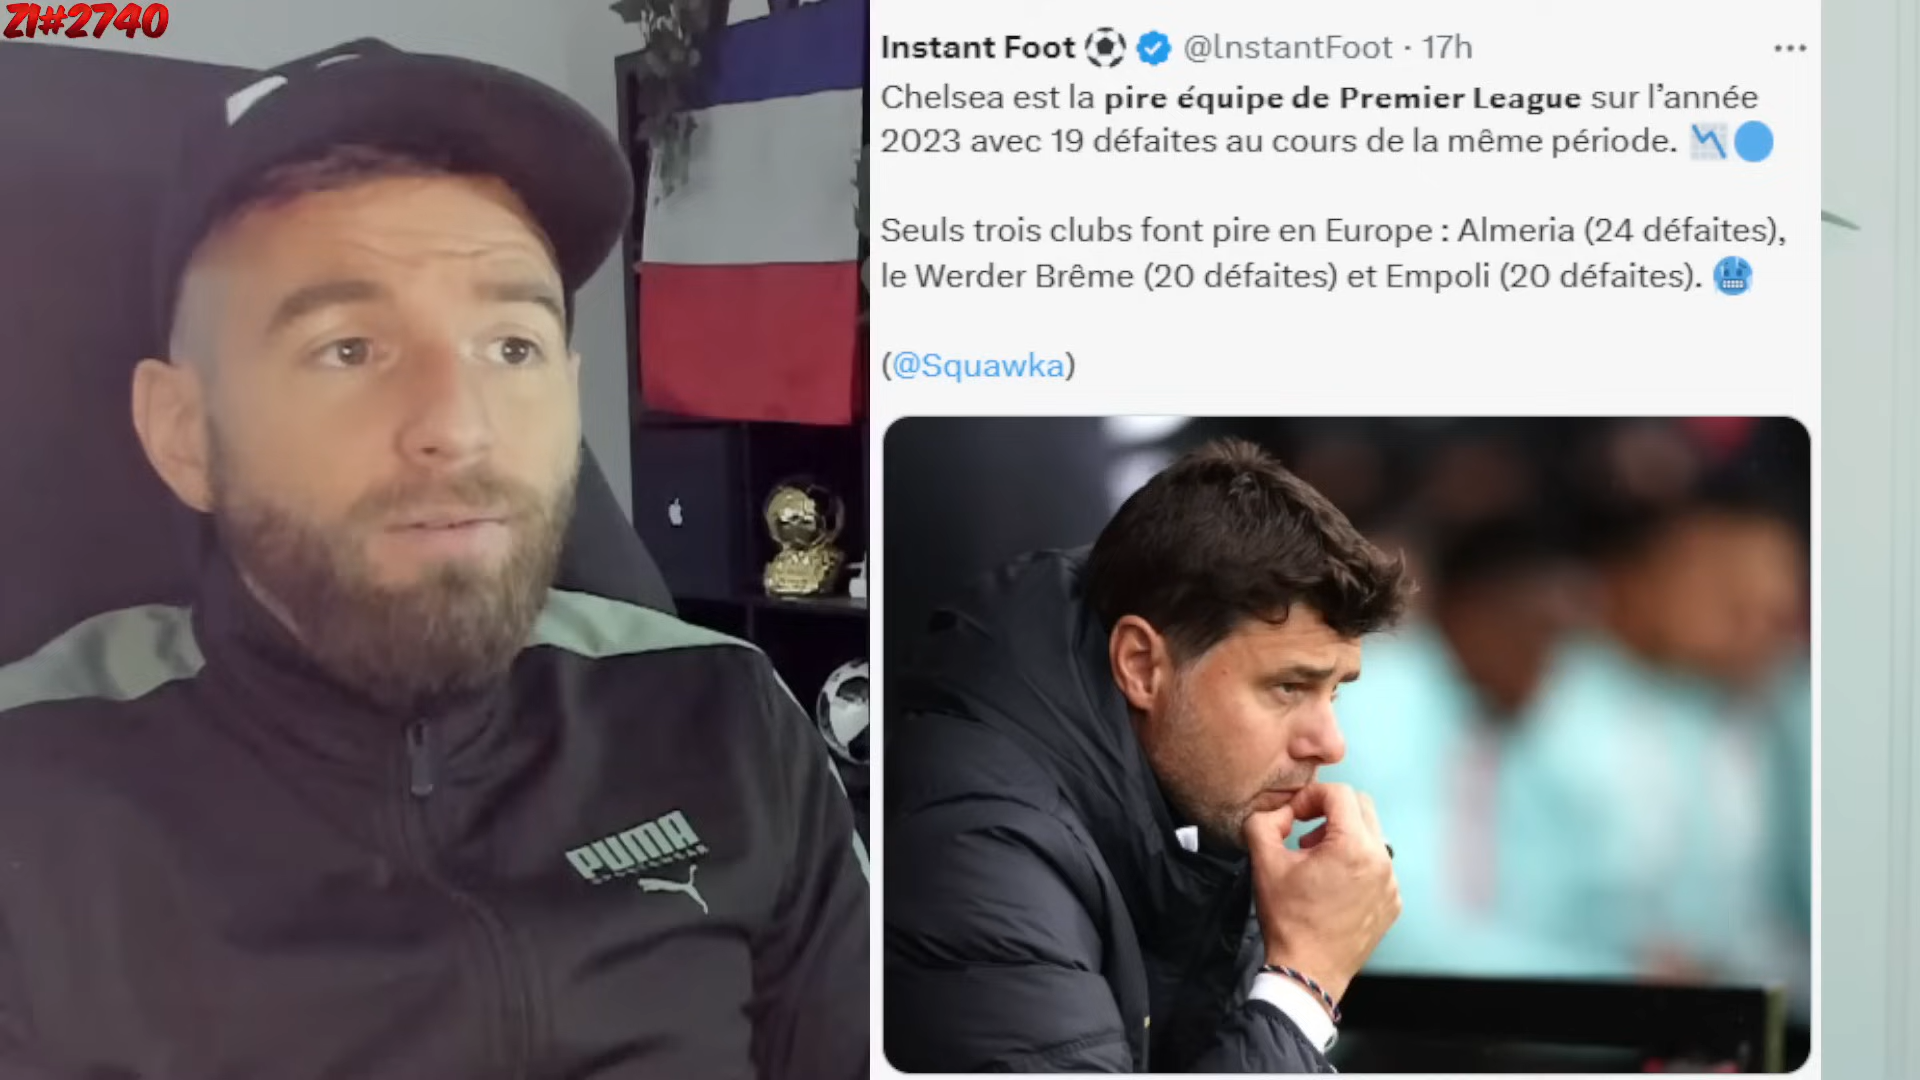 ZI#2740
Instant Foot @lnstantFoot · 17h
Chelsea est la pire équipe de Premier League sur l'année
2023 avec 19 défaites au cours de la même période.
Seuls trois clubs font pire en Europe : Almeria (24 défaites),
le Werder Brême (20 défaites) et Empoli (20 défaites).
(@Squawka)
PUMA